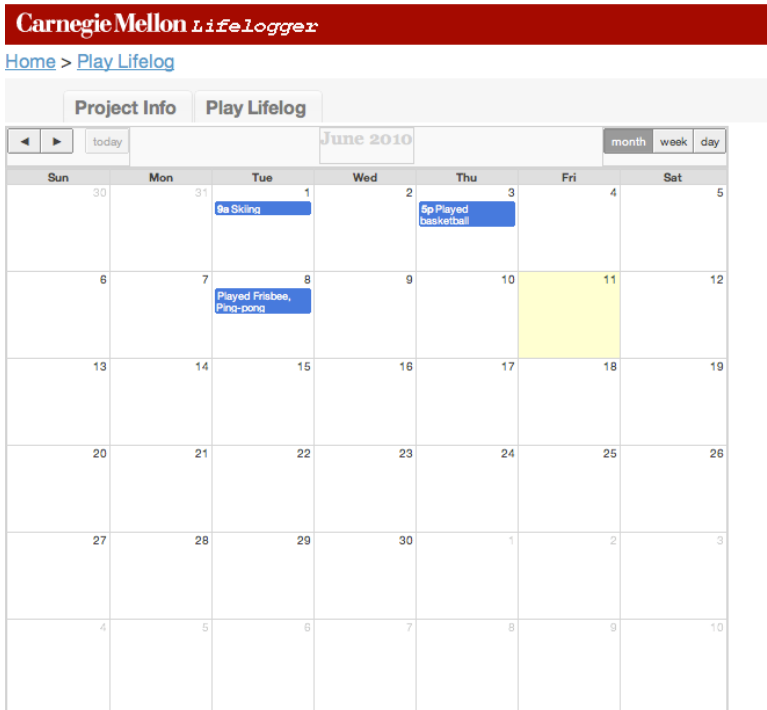 Carnegie Mellon Lifelogger
Home > Play Lifelog
Project Info Play Lifelog
◄ ► today June 2010 month week day
Sun Mon Tue Wed Thu Fri Sat
30 31 1 2 3 4 5
9a Skiing 5p Played
basketball
6 7 8 9 10 11 12
Played Frisbee,
Ping-pong
13 14 15 16 17 18 19
20 21 22 23 24 25 26
27 28 29 30 1 2 3
4 5 6 7 8 9 10